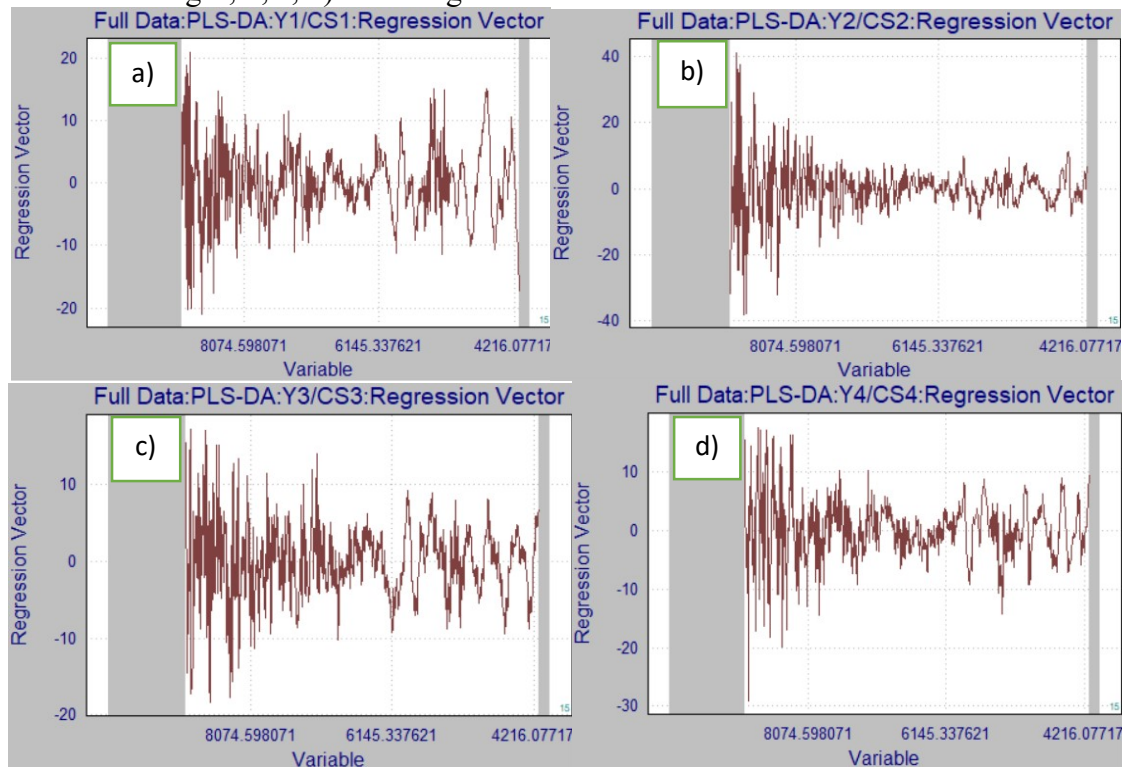 Full Data:PLS-DA:Y1/CS1:Regression Vector
a)
20
10
0
-10
-20
Regression Vector
8074.598071
6145.337621
4216.07717
Variable
15
Full Data:PLS-DA:Y2/CS2:Regression Vector
b)
40
20
0
-20
-40
Regression Vector
8074.598071
6145.337621
4216.07717
Variable
15
Full Data:PLS-DA:Y3/CS3:Regression Vector
c)
10
0
-10
-20
Regression Vector
8074.598071
6145.337621
4216.07717
Variable
15
Full Data:PLS-DA:Y4/CS4:Regression Vector
d)
10
0
-10
-20
-30
Regression Vector
8074.598071
6145.337621
4216.07717
Variable
15